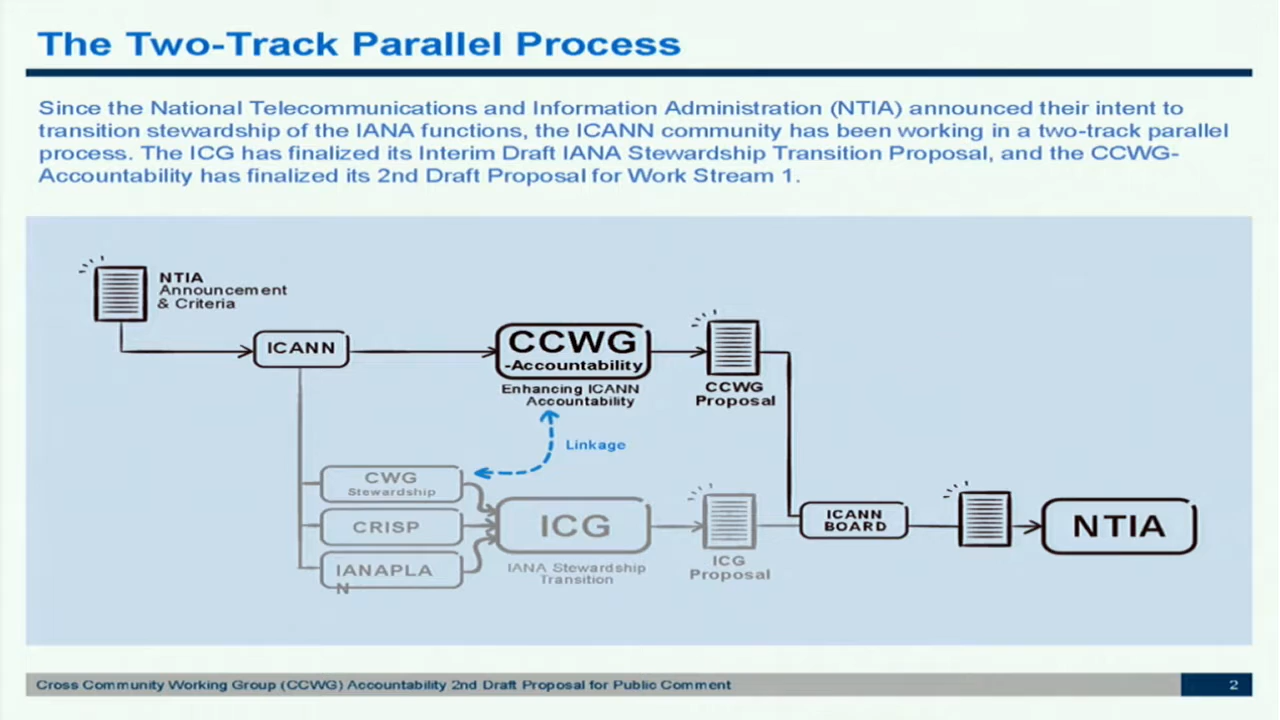 The Two-Track Parallel Process
Since the National Telecommunications and Information Administration (NTIA) announced their intent to
transition stewardship of the IANA functions, the ICANN community has been working in a two-track parallel
process. The ICG has finalized its Interim Draft IANA Stewardship Transition Proposal, and the CCWG-
Accountability has finalized its 2nd Draft Proposal for Work Stream 1.
NTIA
Announcement
& Criteria
ICANN
CCWG
-Accountability
Enhancing ICANN
Accountability
CCWG
Proposal
Linkage
CWG
Stewardship
CRISP
IANAPLA
N
ICG
IANA Stewardship
Transition
ICG
Proposal
ICANN
BOARD
NTIA
Cross Community Working Group (CCWG) Accountability 2nd Draft Proposal for Public Comment
2